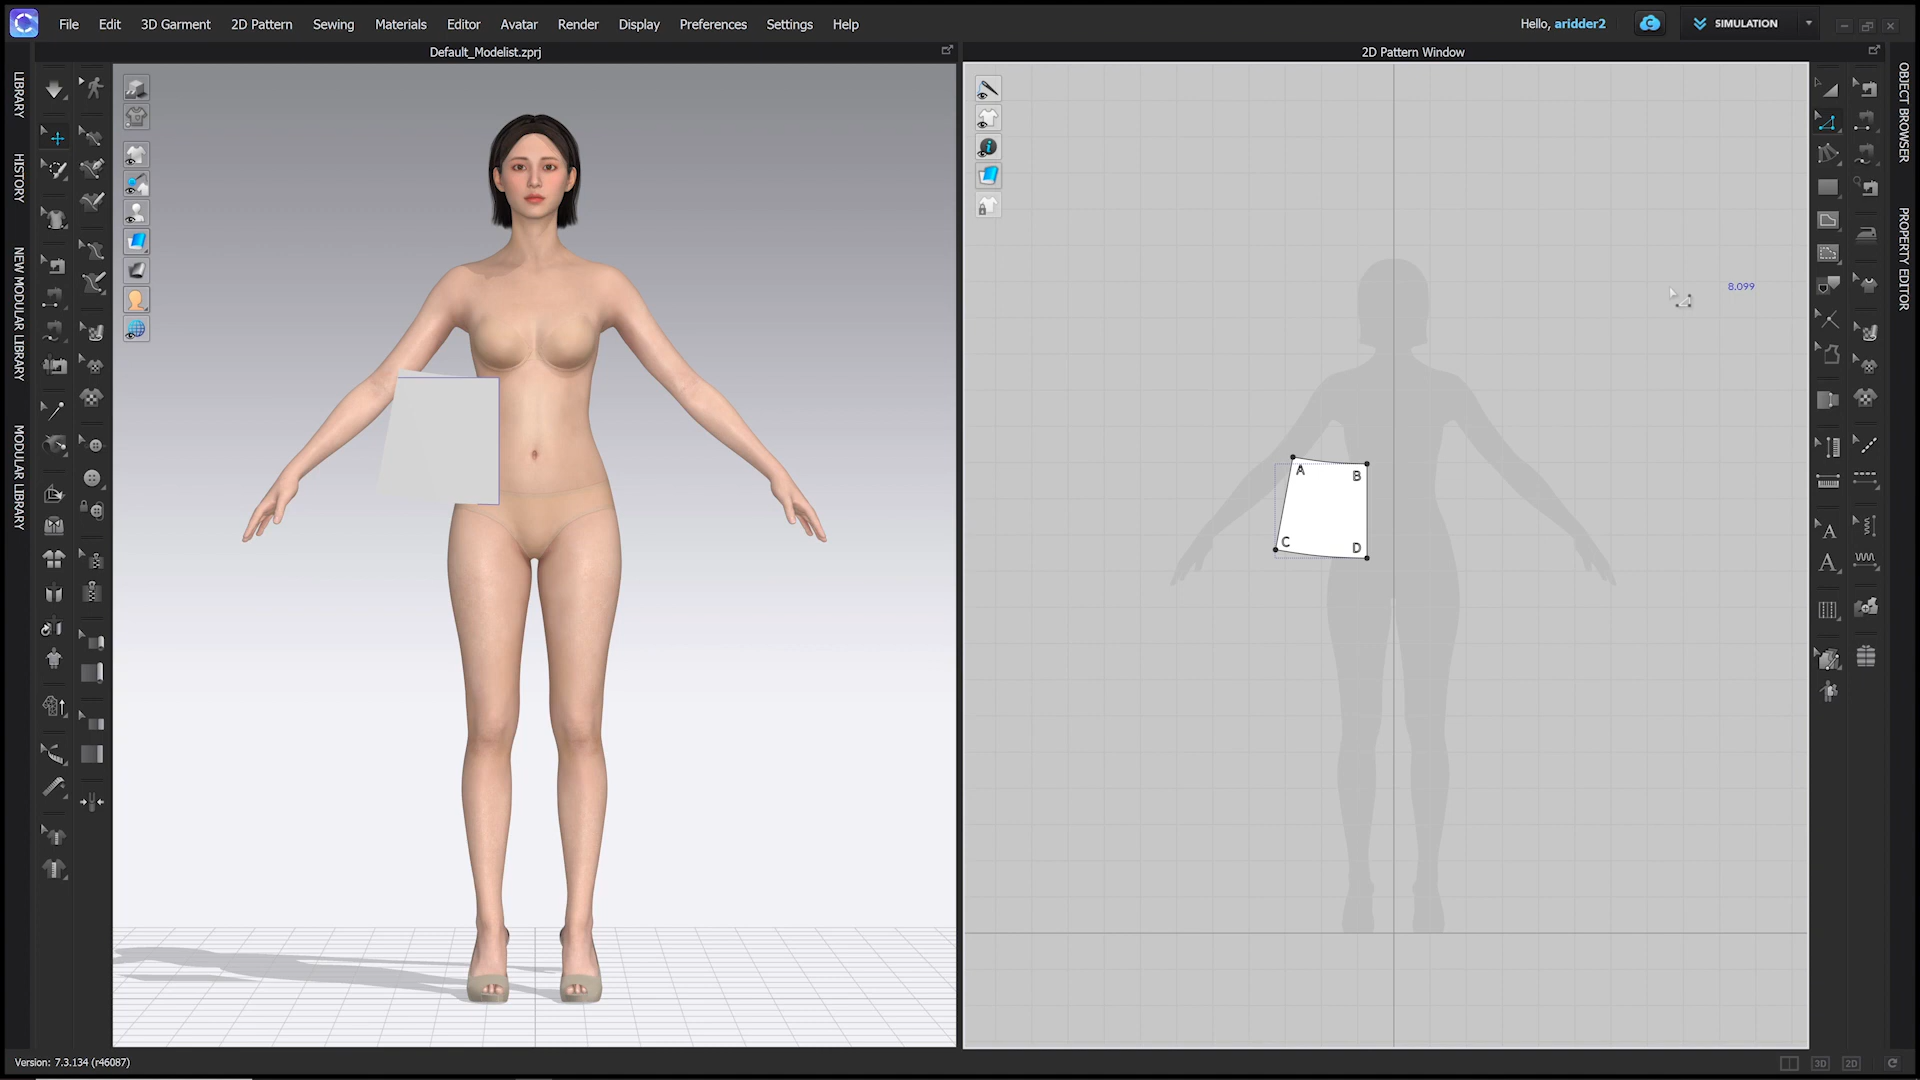 File Edit 3D Garment 2D Pattern Sewing Materials Editor Avatar Render Display Preferences Settings Help
Hello, aridder2
SIMULATION
Default_Modelist.zprj
2D Pattern Window
LIBRARY
HISTORY
NEW MODULAR LIBRARY
MODULAR LIBRARY
OBJECT BROWSER
PROPERTY EDITOR
8.099
A B
C D
Version: 7.3.134 (r46087)
3D 2D